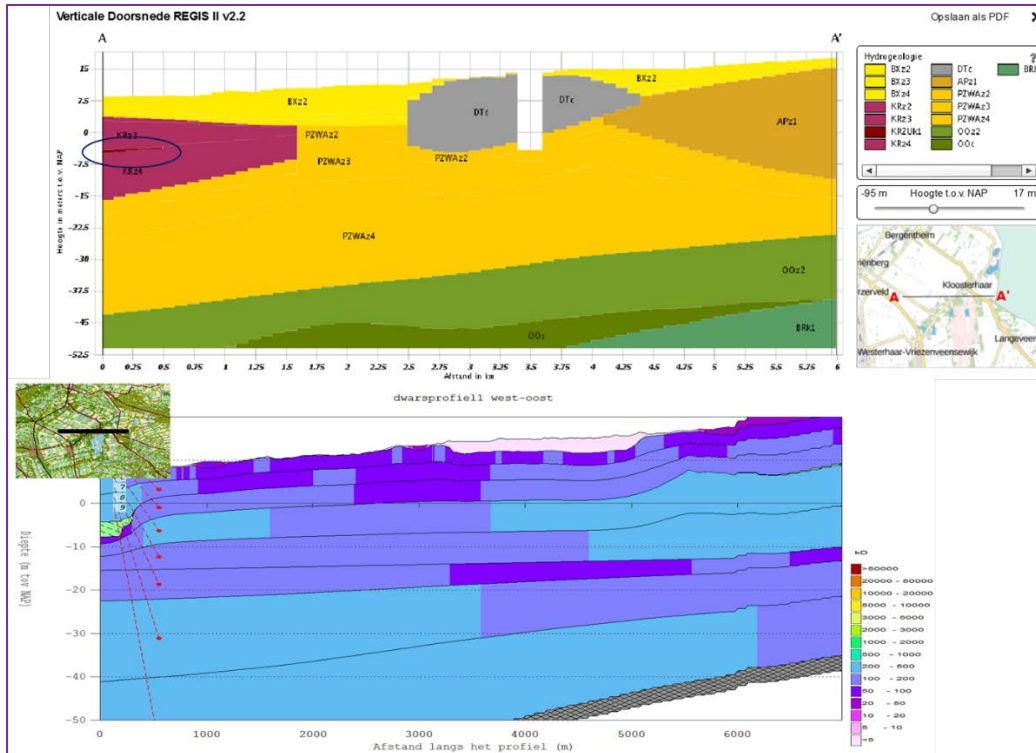 Verticale Doorsnede REGIS II v2.2
Opslaan als PDF
A
A'
Hoogte in meters t.o.v. NAP
15
7.5
0
-7.5
-15
-22.5
-30
-37.5
-45
-52.5
BXz2
BXz2
DTc
DTc
KRz3
PZWAz2
PZWAz2
PZWAz3
KRz4
APz1
PZWAz4
OOz2
OOc
BRk1
0 0.25 0.5 0.75 1 1.25 1.5 1.75 2 2.25 2.5 2.75 3 3.25 3.5 3.75 4 4.25 4.5 4.75 5 5.25 5.5 5.75 6
Afstand in km
Hydrogeologie
?
BXz2 DTc
BXz3 APz1
BXz4 PZWAz2
KRz2 PZWAz3
KRz3 PZWAz4
KRZUk1 OOz2
KRz4 OOc
-95 m Hoogte t.o.v. NAP 17 m
Bergentheim
Kloosterhaar
A
A'
Westerhaar-Vriezenveensewijk
dwarsprofiel1 west-oost
Diepte (m tov NAP)
7
8
9
0
-10
-20
-30
-40
-50
0 1000 2000 3000 4000 5000 6000
Afstand langs het profiel (m)
kD
>50000
20000 - 50000
10000 - 20000
5000 - 10000
3000 - 5000
2000 - 3000
1000 - 2000
500 - 1000
200 - 500
100 - 200
50 - 100
20 - 50
10 - 20
5 - 10
<5